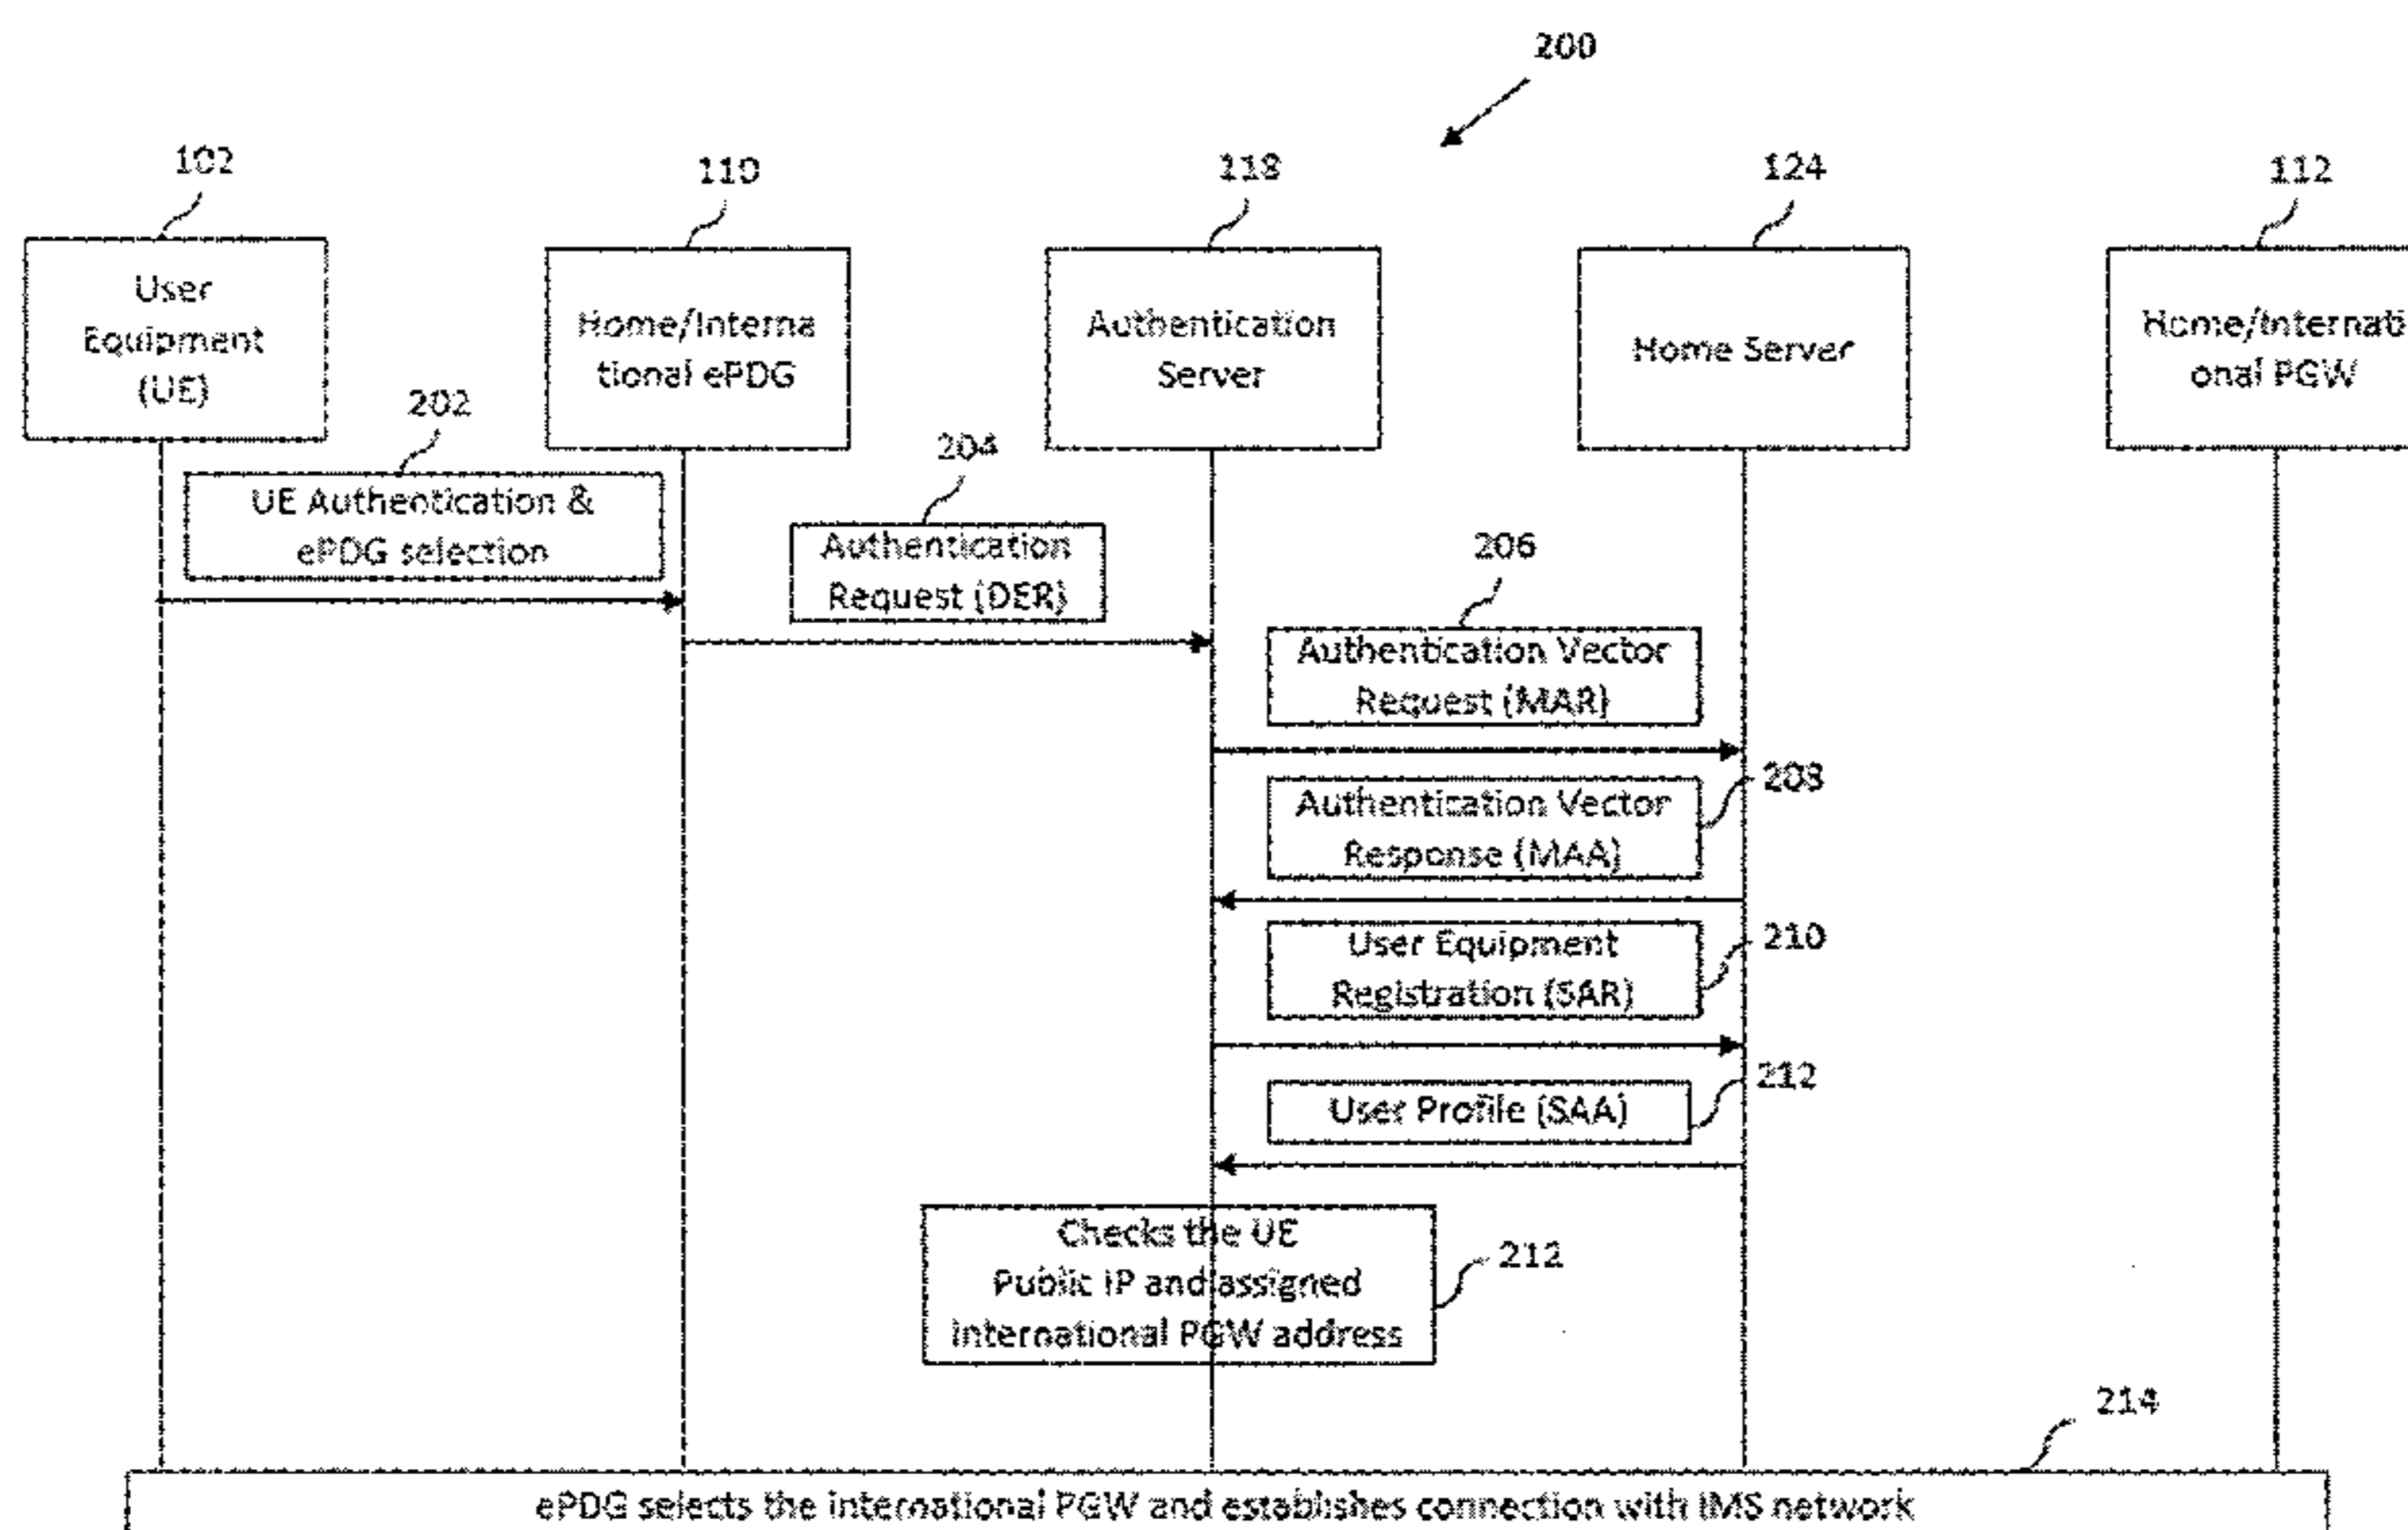 200
102
110
118
124
112
User
Equipment
(UE)
Home/Interna
tional ePDG
Authentication
Server
Home Server
Home/Internati
onal PGW
202
UE Authentication &
ePDG selection
204
Authentication
Request (DER)
206
Authentication Vector
Request (MAR)
208
Authentication Vector
Response (MAA)
210
User Equipment
Registration (SAR)
212
User Profile (SAA)
Checks the UE
Public IP and assigned
International PGW address
212
214
ePDG selects the international PGW and establishes connection with IMS network